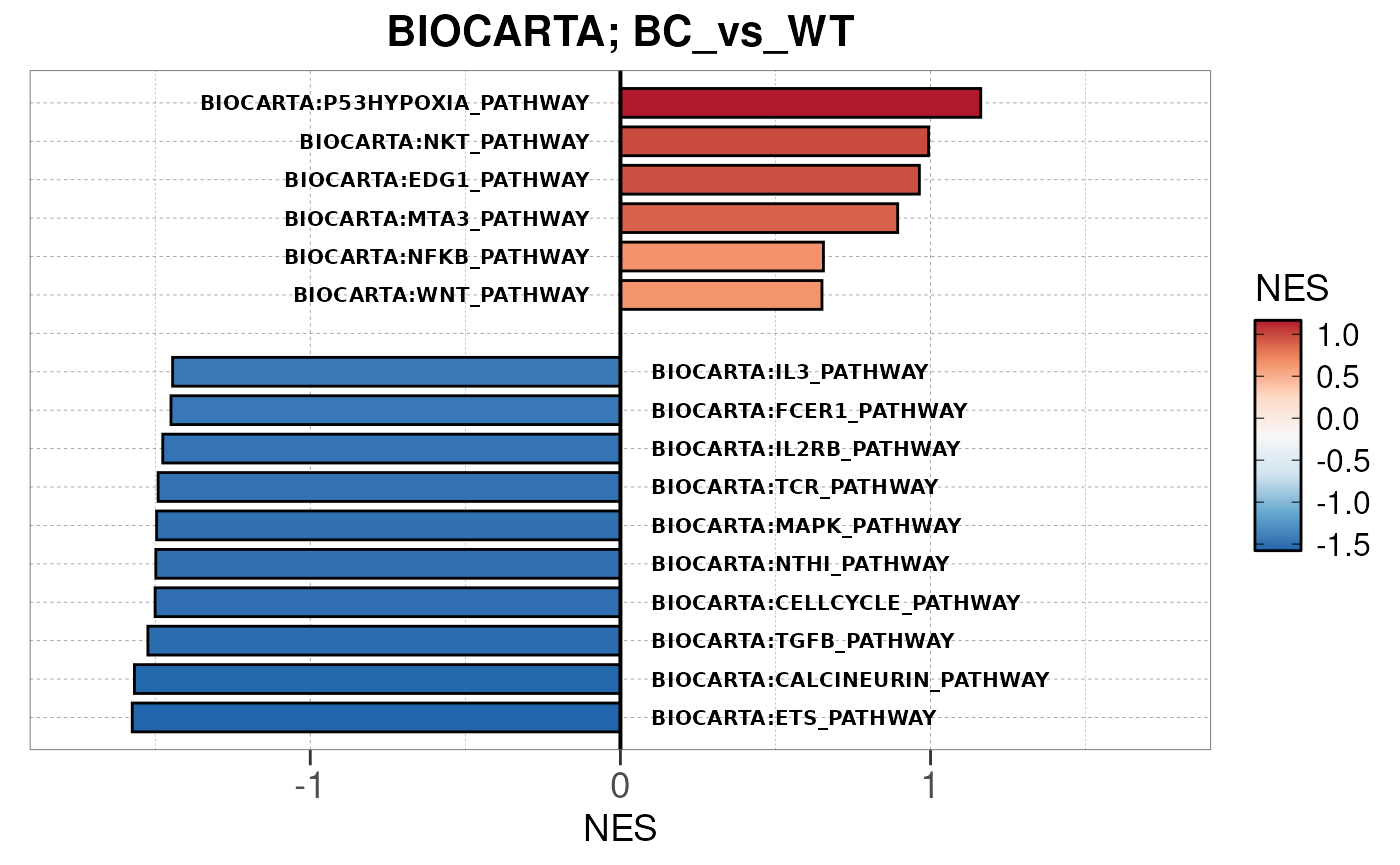 BIOCARTA; BC_vs_WT
BIOCARTA:P53HYPOXIA_PATHWAY
BIOCARTA:NKT_PATHWAY
BIOCARTA:EDG1_PATHWAY
BIOCARTA:MTA3_PATHWAY
BIOCARTA:NFKB_PATHWAY
BIOCARTA:WNT_PATHWAY
BIOCARTA:IL3_PATHWAY
BIOCARTA:FCER1_PATHWAY
BIOCARTA:IL2RB_PATHWAY
BIOCARTA:TCR_PATHWAY
BIOCARTA:MAPK_PATHWAY
BIOCARTA:NTHI_PATHWAY
BIOCARTA:CELLCYCLE_PATHWAY
BIOCARTA:TGFB_PATHWAY
BIOCARTA:CALCINEURIN_PATHWAY
BIOCARTA:ETS_PATHWAY
-1 0 1
NES
NES
1.0
0.5
0.0
-0.5
-1.0
-1.5